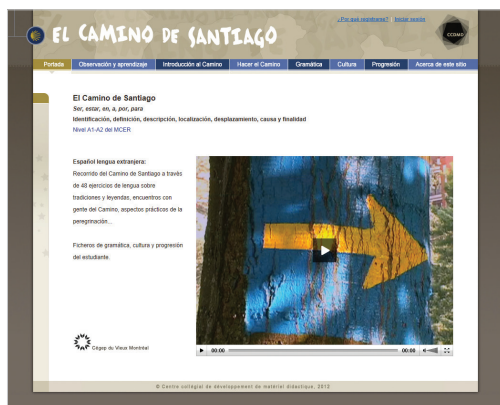 ¿Por qué registrarse? | Iniciar sesión
EL CAMINO DE SANTIAGO
CCDMD
Portada Observación y aprendizaje Introducción al Camino Hacer el Camino Gramática Cultura Progresión Acerca de este sitio
El Camino de Santiago
Ser, estar, en, a, por, para
Identificación, definición, descripción, localización, desplazamiento, causa y finalidad
Nivel A1-A2 del MCER
Español lengua extranjera:
Recorrido del Camino de Santiago a través
de 48 ejercicios de lengua sobre
tradiciones y leyendas, encuentros con
gente del Camino, aspectos prácticos de la
peregrinación...
Ficheros de gramática, cultura y progresión
del estudiante.
Cégep du Vieux Montréal
00:00 00:00
© Centre collégial de développement de matériel didactique, 2012